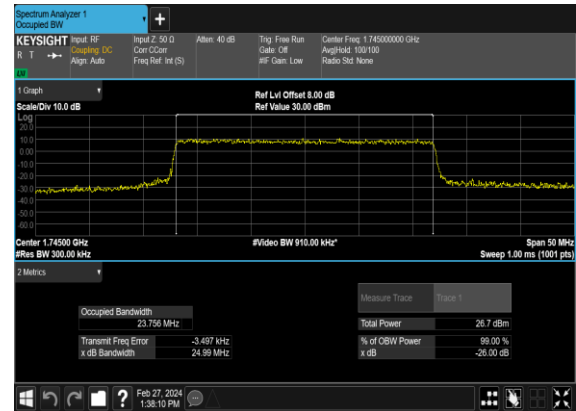 Spectrum Analyzer 1
Occupied BW
KEYSIGHT
R T
Input: RF
Coupling: DC
Align: Auto
Input Z: 50 Ω
Corr CCorr
Freq Ref: Int (S)
Atten: 40 dB
Trig: Free Run
Gate: Off
#IF Gain: Low
Center Freq: 1.745000000 GHz
Avg|Hold: 100/100
Radio Std: None
1 Graph
Scale/Div 10.0 dB
Ref Lvl Offset 8.00 dB
Ref Value 30.00 dBm
Log
20.0
10.0
0.00
-10.0
-20.0
-30.0
-40.0
-50.0
-60.0
Center 1.74500 GHz
#Video BW 910.00 kHz*
Span 50 MHz
#Res BW 300.00 kHz
Sweep 1.00 ms (1001 pts)
2 Metrics
Measure Trace
Trace 1
Occupied Bandwidth
23.756 MHz
Total Power
26.7 dBm
Transmit Freq Error
-3.497 kHz
% of OBW Power
99.00 %
x dB Bandwidth
24.99 MHz
x dB
-26.00 dB
?
Feb 27, 2024
1:38:10 PM